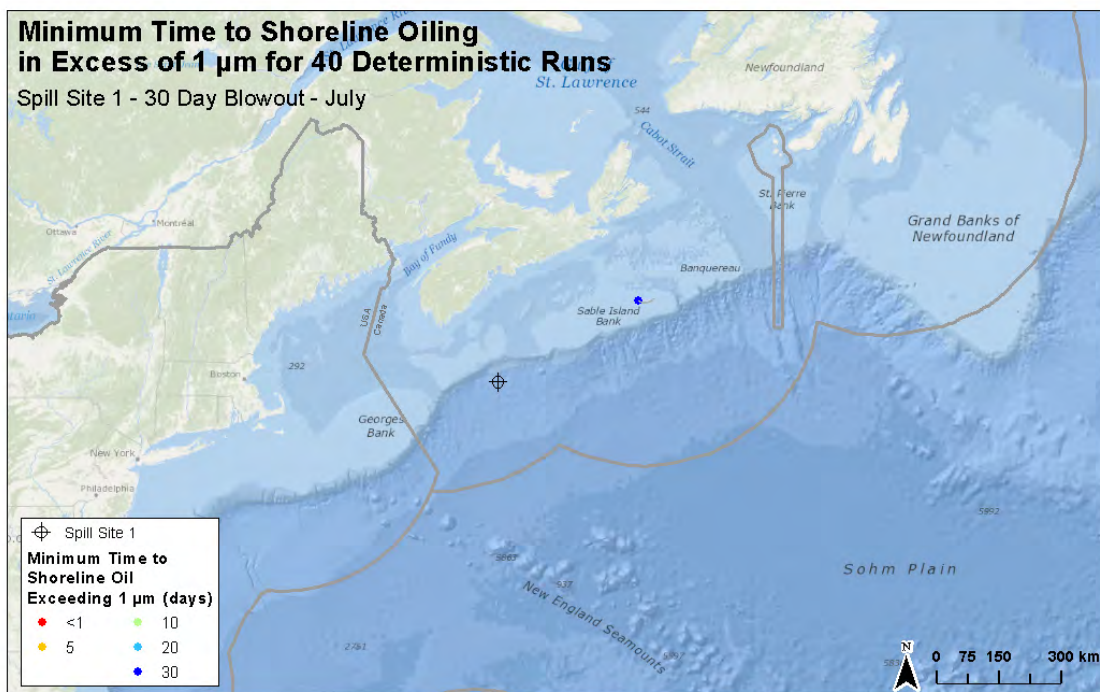 Minimum Time to Shoreline Oiling
in Excess of 1 µm for 40 Deterministic Runs
Spill Site 1 - 30 Day Blowout - July
St. Lawrence
Newfoundland
544
Cabot Strait
St. Pierre
Bank
Grand Banks of
Newfoundland
Ottawa
Montréal
St. Lawrence River
Bay of Fundy
Banquereau
Sable Island
Bank
USA
Canada
292
Boston
Georges
Bank
New York
Philadelphia
5992
Sohm Plain
937
New England Seamounts
2761
Spill Site 1
Minimum Time to
Shoreline Oil
Exceeding 1 µm (days)
<1
10
5
20
30
N
0 75 150 300 km